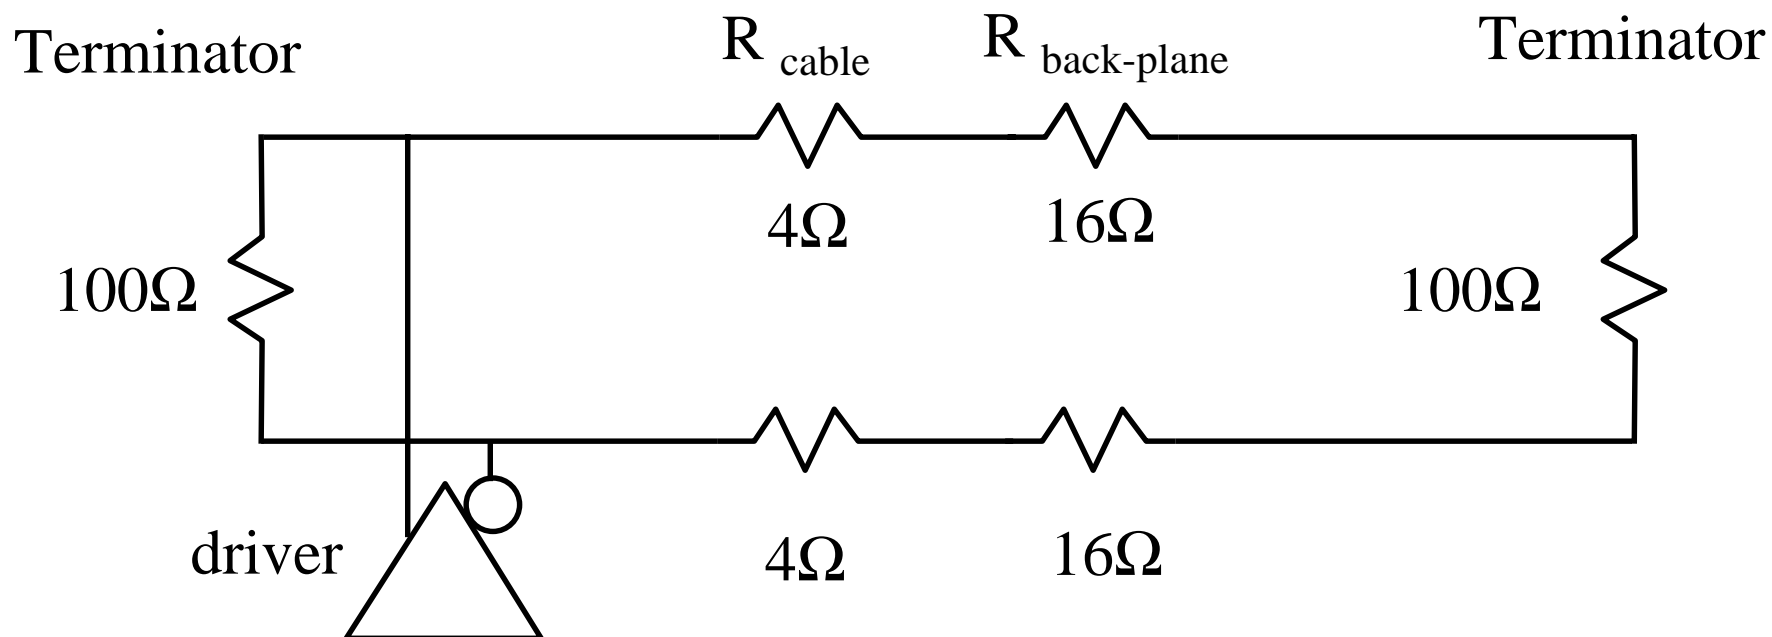 Terminator
R cable
R back-plane
Terminator
4Ω
16Ω
100Ω
100Ω
driver
4Ω
16Ω